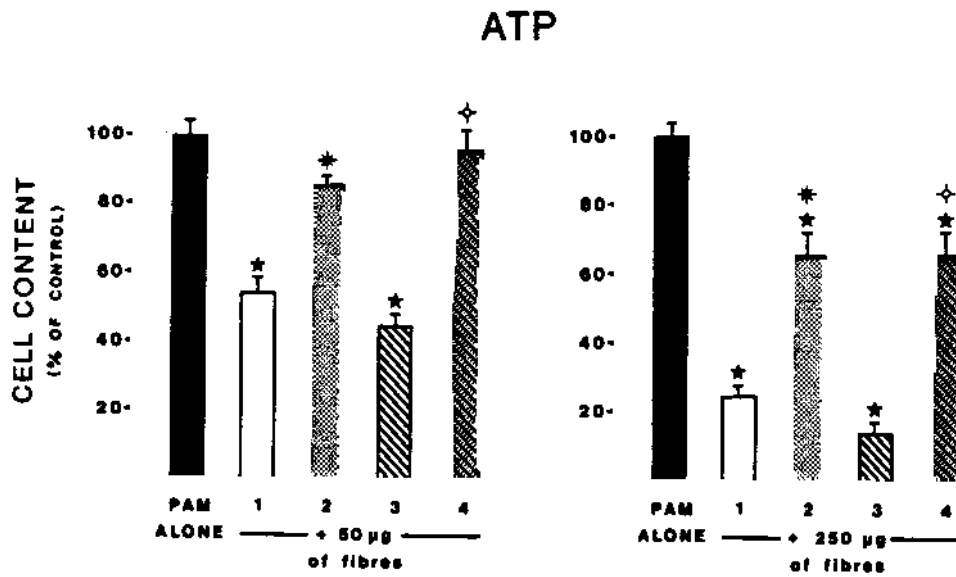 ATP
CELL CONTENT
(% OF CONTROL)
100-
80-
60-
40-
20-
PAM 1 2 3 4
ALONE + 50 µg
of fibres
100-
80-
60-
40-
20-
PAM 1 2 3 4
ALONE + 250 µg
of fibres